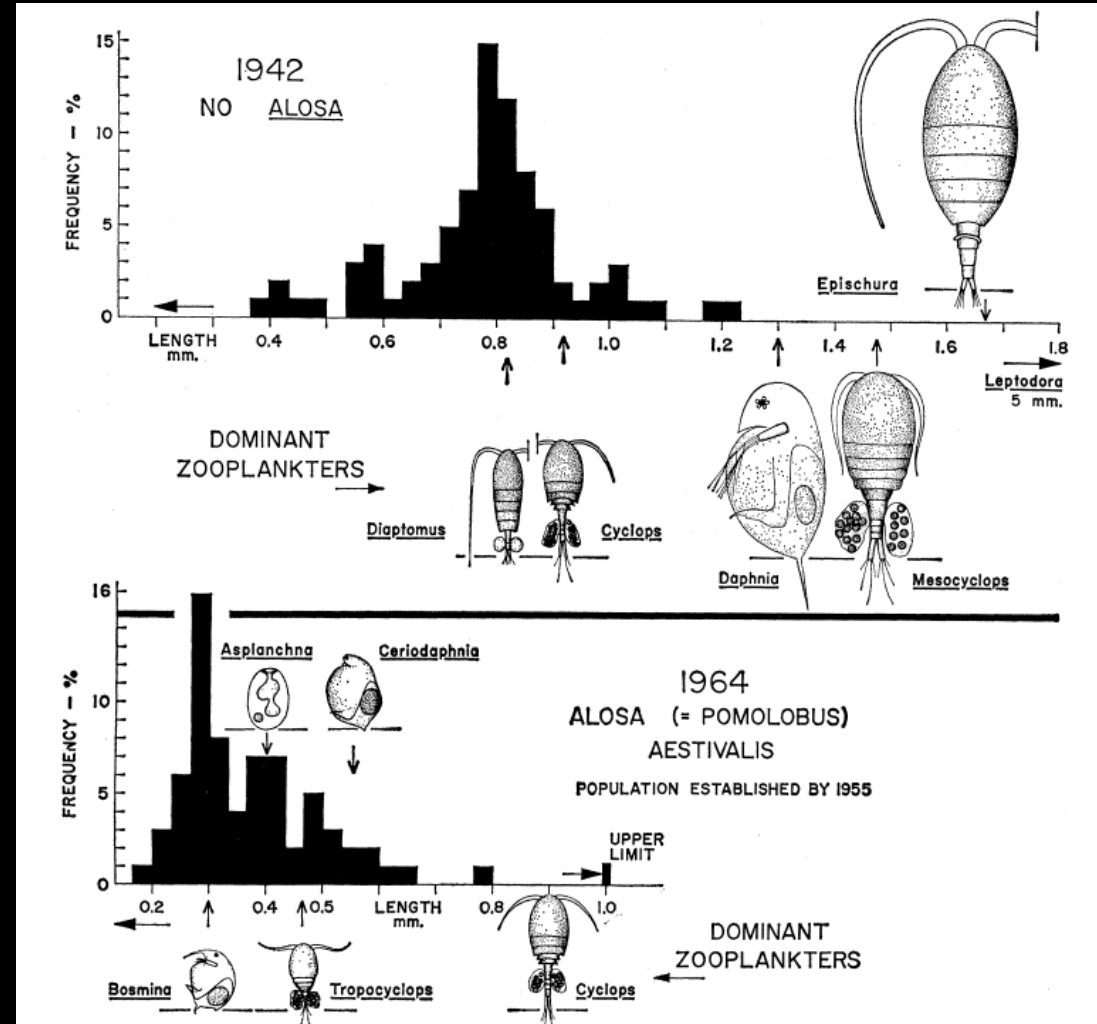 15
1942
NO ALOSA
10
5
0
FREQUENCY — %
LENGTH
mm.
0.4
0.6
0.8
1.0
1.2
1.4
1.6
1.8
Epischura
Leptodora
5 mm.
DOMINANT
ZOOPLANKTERS
Diaptomus
Cyclops
Daphnia
Mesocyclops
16
10
5
0
FREQUENCY — %
Asplanchna
Ceriodaphnia
1964
ALOSA (= POMOLOBUS)
AESTIVALIS
POPULATION ESTABLISHED BY 1955
UPPER
LIMIT
0.2
0.4
0.5
LENGTH
mm.
0.8
1.0
DOMINANT
ZOOPLANKTERS
Bosmina
Tropocyclops
Cyclops